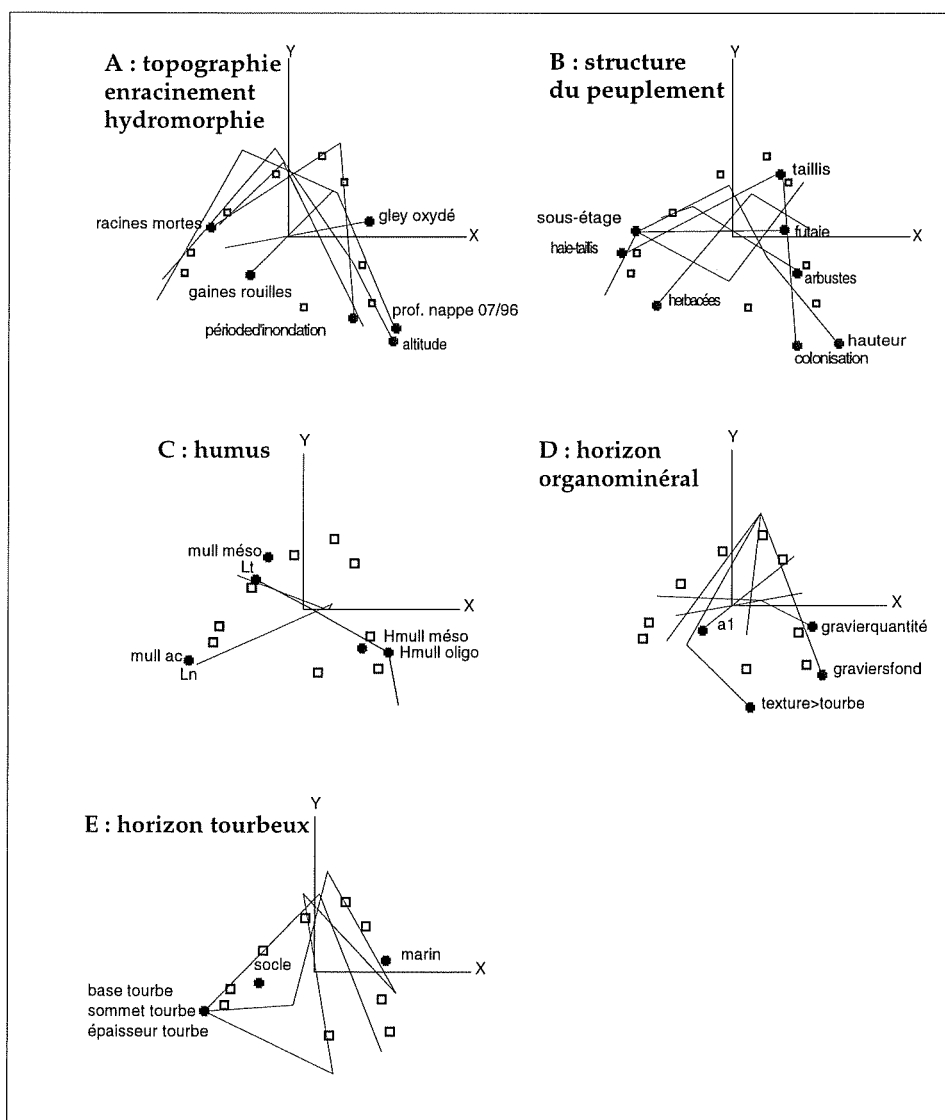 A : topographie
enracinement
hydromorphie
Y
X
racines mortes
gley oxydé
gaines rouilles
périoded'inondation
prof. nappe 07/96
altitude
B : structure
du peuplement
Y
X
taillis
sous-étage
futaie
haie-taillis
arbustes
herbacées
hauteur
colonisation
C : humus
Y
X
mull méso
Lt
Hmull méso
Hmull oligo
mull ac
Ln
D : horizon
organominéral
Y
X
a1
gravierquantité
graviersfond
texture>tourbe
E : horizon tourbeux
Y
X
marin
socle
base tourbe
sommet tourbe
épaisseur tourbe